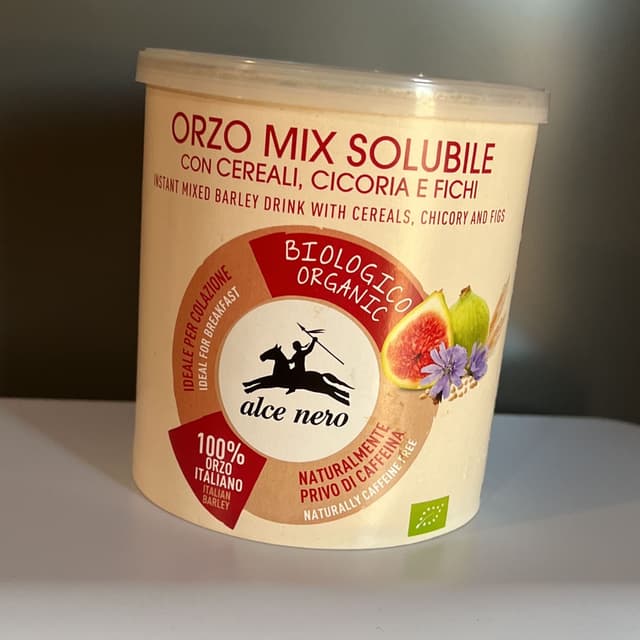 ORZO MIX SOLUBILE
CON CEREALI, CICORIA E FICHI
INSTANT MIXED BARLEY DRINK WITH CEREALS, CHICORY AND FIGS
BIOLOGICO
ORGANIC
IDEALE PER COLAZIONE
IDEAL FOR BREAKFAST
alce nero
100%
ORZO
ITALIANO
ITALIAN
BARLEY
NATURALMENTE
PRIVO DI CAFFEINA
NATURALLY CAFFEINE FREE